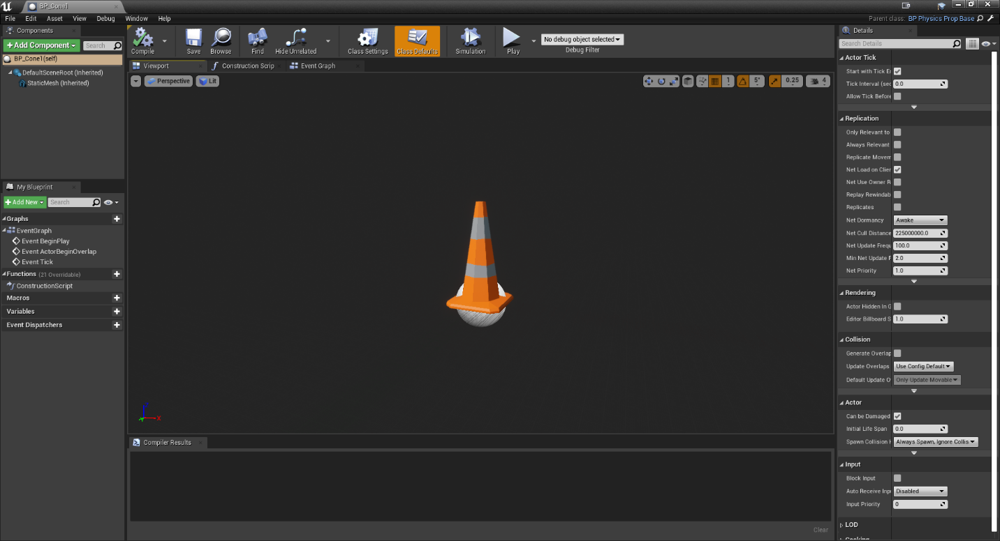 BP_Cone1
File Edit Asset View Debug Window Help
Parent class: BP Physics Prop Base
Components
Add Component
Search
BP_Cone1(self)
DefaultSceneRoot (Inherited)
StaticMesh (Inherited)
My Blueprint
Add New
Search
Graphs
EventGraph
Event BeginPlay
Event ActorBeginOverlap
Event Tick
Functions (21 Overridable)
ConstructionScript
Macros
Variables
Event Dispatchers
Compile
Save
Browse
Find
Hide Unrelated
Class Settings
Class Defaults
Simulation
Play
No debug object selected
Debug Filter
Viewport
Construction Scrip
Event Graph
Perspective
Lit
1
5°
0.25
4
Z
X
Compiler Results
Clear
Details
Search Details
Actor Tick
Start with Tick E
Tick Interval (sec 0.0
Allow Tick Before
Replication
Only Relevant to
Always Relevant
Replicate Movem
Net Load on Clien
Net Use Owner R
Replay Rewindab
Replicates
Net Dormancy Awake
Net Cull Distance 225000000.0
Net Update Frequ 100.0
Min Net Update F 2.0
Net Priority 1.0
Rendering
Actor Hidden In G
Editor Billboard S 1.0
Collision
Generate Overlap
Update Overlaps Use Config Default
Default Update O Only Update Movable
Actor
Can be Damaged
Initial Life Span 0.0
Spawn Collision H Always Spawn, Ignore Collis
Input
Block Input
Auto Receive Inpu Disabled
Input Priority 0
LOD
Cooking